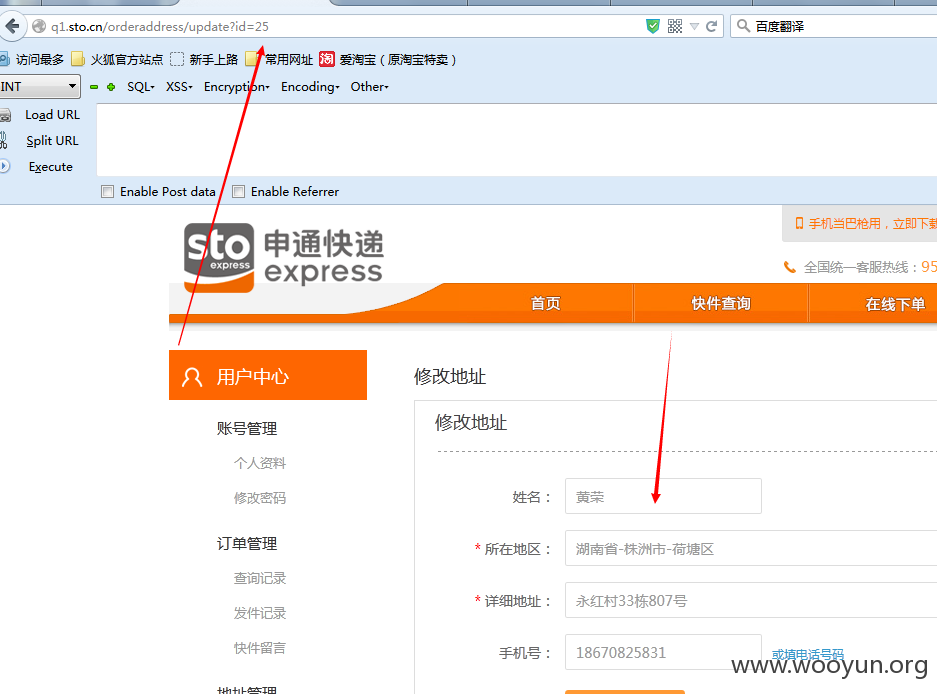 q1.sto.cn/orderaddress/update?id=25
百度翻译
访问最多 火狐官方站点 新手上路 常用网址 淘 爱淘宝（原淘宝特卖）
INT SQL XSS Encryption Encoding Other
Load URL
Split URL
Execute
Enable Post data Enable Referrer
手机当巴枪用，立即下载
sto express 申通快递 express
全国统一客服热线：95
首页 快件查询 在线下单
用户中心
修改地址
账号管理
修改地址
个人资料
修改密码
姓名： 黄荣
订单管理
* 所在地区： 湖南省-株洲市-荷塘区
查询记录
* 详细地址： 永红村33栋807号
发件记录
快件留言
手机号： 18670825831 或填电话号码
www.wooyun.org
地址管理